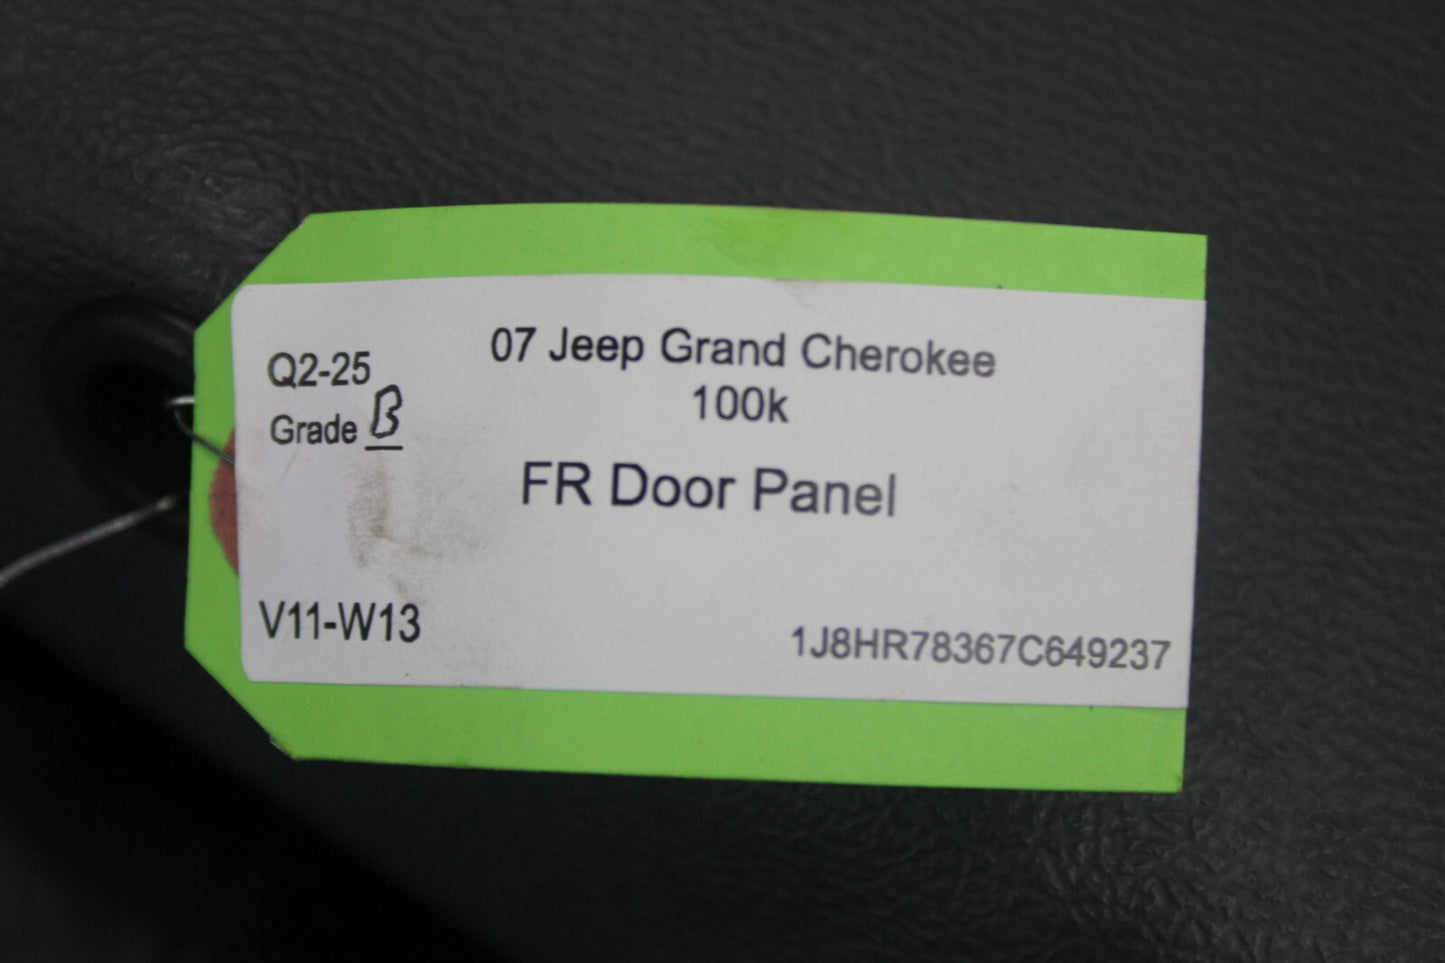 07 Jeep Grand Cherokee
100k
Q2-25
Grade B
FR Door Panel
V11-W13
1J8HR78367C649237